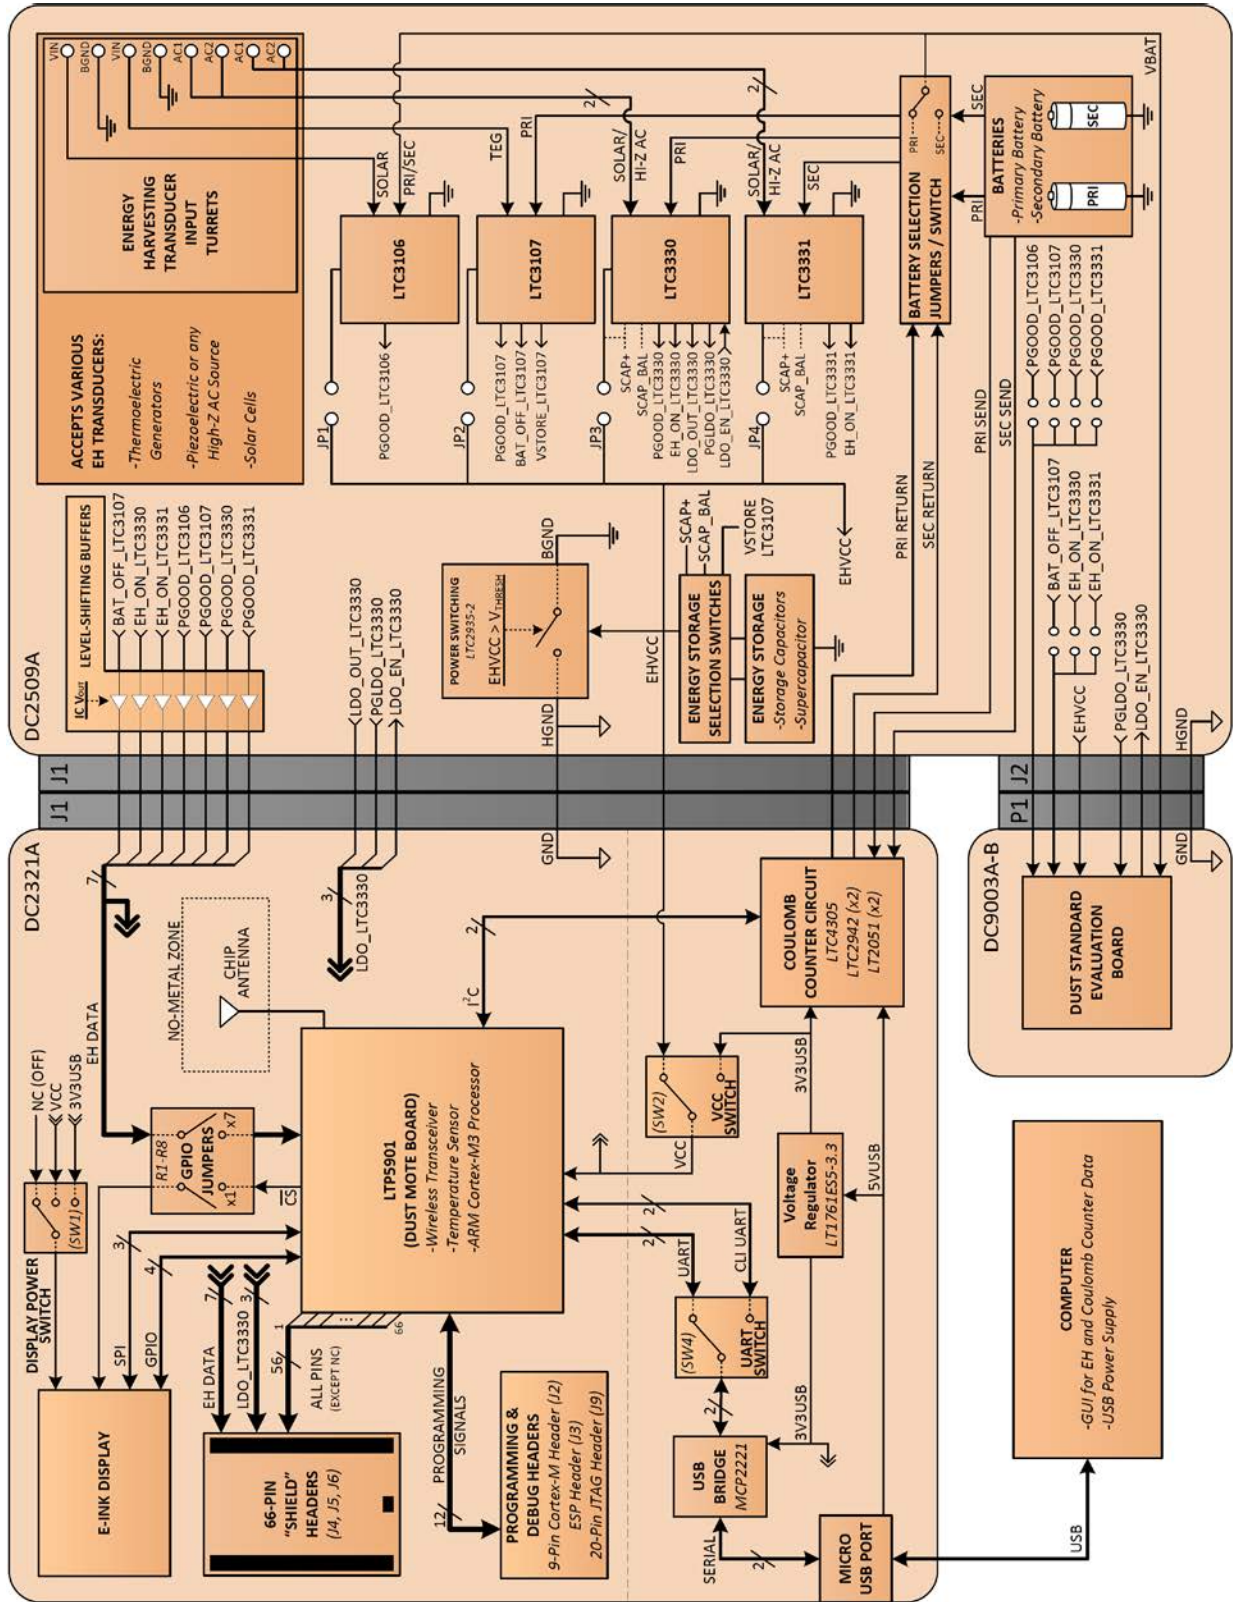 DC2321A
E-INK DISPLAY
DISPLAY POWER
SWITCH
(SW1)
NC (OFF)
VCC
3V3USB
SPI
3
GPIO
4
R1-R8
GPIO
JUMPERS
x1
x7
CS
EH DATA
7
NO-METAL ZONE
CHIP
ANTENNA
66-PIN
"SHIELD"
HEADERS
(J4, J5, J6)
EH DATA
7
LDO_LTC3330
3
56
ALL PINS
(EXCEPT NC)
1
...
66
LTP5901
(DUST MOTE BOARD)
-Wireless Transceiver
-Temperature Sensor
-ARM Cortex-M3 Processor
3
LDO_LTC3330
PROGRAMMING
SIGNALS
12
PROGRAMMING &
DEBUG HEADERS
9-Pin Cortex-M Header (J2)
ESP Header (J3)
20-Pin JTAG Header (J9)
GND
I²C
2
UART
2
CLI UART
2
VCC
(SW2)
VCC
SWITCH
(SW4)
UART
SWITCH
2
USB
BRIDGE
MCP2221
3V3USB
Voltage
Regulator
LT1761ES5-3.3
3V3USB
5VUSB
COULOMB
COUNTER CIRCUIT
LTC4305
LTC2942 (x2)
LT2051 (x2)
SERIAL
2
MICRO
USB PORT
USB
COMPUTER
-GUI for EH and Coulomb Counter Data
-USB Power Supply
J1
J1
DC2509A
IC VOUT
LEVEL-SHIFTING BUFFERS
BAT_OFF_LTC3107
EH_ON_LTC3330
EH_ON_LTC3331
PGOOD_LTC3106
PGOOD_LTC3107
PGOOD_LTC3330
PGOOD_LTC3331
LDO_OUT_LTC3330
PGLDO_LTC3330
LDO_EN_LTC3330
ACCEPTS VARIOUS
EH TRANSDUCERS:
-Thermoelectric
Generators
-Piezoelectric or any
High-Z AC Source
-Solar Cells
ENERGY
HARVESTING
TRANSDUCER
INPUT
TURRETS
VIN
BGND
VIN
BGND
AC1
AC2
AC1
AC2
POWER SWITCHING
LTC2935-2
EHVCC > VTHRESH
HGND
BGND
JP1
PGOOD_LTC3106
LTC3106
SOLAR
PRI/SEC
JP2
PGOOD_LTC3107
BAT_OFF_LTC3107
VSTORE_LTC3107
LTC3107
TEG
PRI
JP3
SCAP+
SCAP_BAL
PGOOD_LTC3330
EH_ON_LTC3330
LDO_OUT_LTC3330
PGLDO_LTC3330
LDO_EN_LTC3330
LTC3330
SOLAR/
HI-Z AC
2
PRI
JP4
SCAP+
SCAP_BAL
PGOOD_LTC3331
EH_ON_LTC3331
LTC3331
SOLAR/
HI-Z AC
2
SEC
EHVCC
ENERGY STORAGE
SELECTION SWITCHES
SCAP+
SCAP_BAL
VSTORE
LTC3107
ENERGY STORAGE
-Storage Capacitors
-Supercapacitor
EHVCC
PRI RETURN
SEC RETURN
BATTERY SELECTION
JUMPERS / SWITCH
PRI
SEC
PRI SEND
SEC SEND
PRI
SEC
BATTERIES
-Primary Battery
-Secondary Battery
PRI
SEC
VBAT
BAT_OFF_LTC3107
EH_ON_LTC3330
EH_ON_LTC3331
PGOOD_LTC3106
PGOOD_LTC3107
PGOOD_LTC3330
PGOOD_LTC3331
EHVCC
PGLDO_LTC3330
LDO_EN_LTC3330
HGND
P1
J2
DC9003A-B
DUST STANDARD
EVALUATION
BOARD
GND